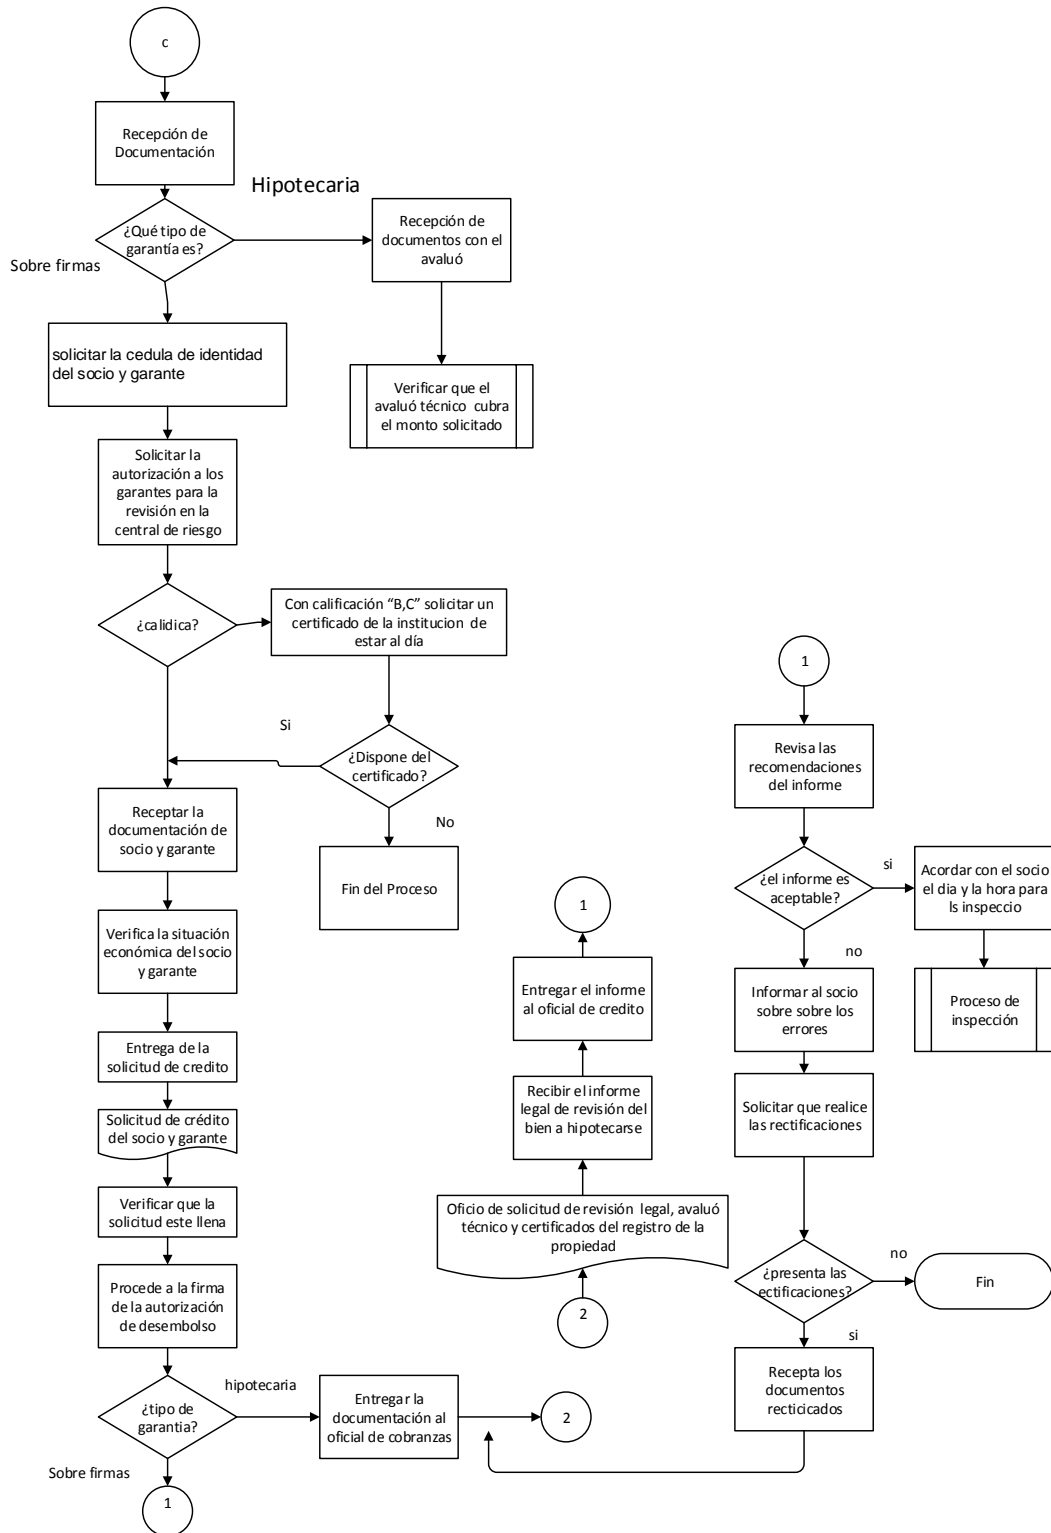 c
Recepción de
Documentación
Hipotecaria
¿Qué tipo de
garantía es?
Sobre firmas
Recepción de
documentos con el
avaluó
solicitar la cedula de identidad
del socio y garante
Verificar que el
avaluó técnico cubra
el monto solicitado
Solicitar la
autorización a los
garantes para la
revisión en la
central de riesgo
¿calidica?
Con calificación “B,C” solicitar un
certificado de la institucion de
estar al día
Si
¿Dispone del
certificado?
No
Fin del Proceso
Receptar la
documentación de
socio y garante
Verifica la situación
económica del socio
y garante
Entrega de la
solicitud de credito
Solicitud de crédito
del socio y garante
Verificar que la
solicitud este llena
Procede a la firma
de la autorización
de desembolso
¿tipo de
garantia?
hipotecaria
Sobre firmas
1
Entregar la
documentación al
oficial de cobranzas
2
1
Entregar el informe
al oficial de credito
Recibir el informe
legal de revisión del
bien a hipotecarse
Oficio de solicitud de revisión legal, avaluó
técnico y certificados del registro de la
propiedad
2
1
Revisa las
recomendaciones
del informe
¿el informe es
aceptable?
si
Acordar con el socio
el dia y la hora para
ls inspeccio
no
Proceso de
inspección
Informar al socio
sobre sobre los
errores
Solicitar que realice
las rectificaciones
¿presenta las
ectificaciones?
no
Fin
si
Recepta los
documentos
recticicados